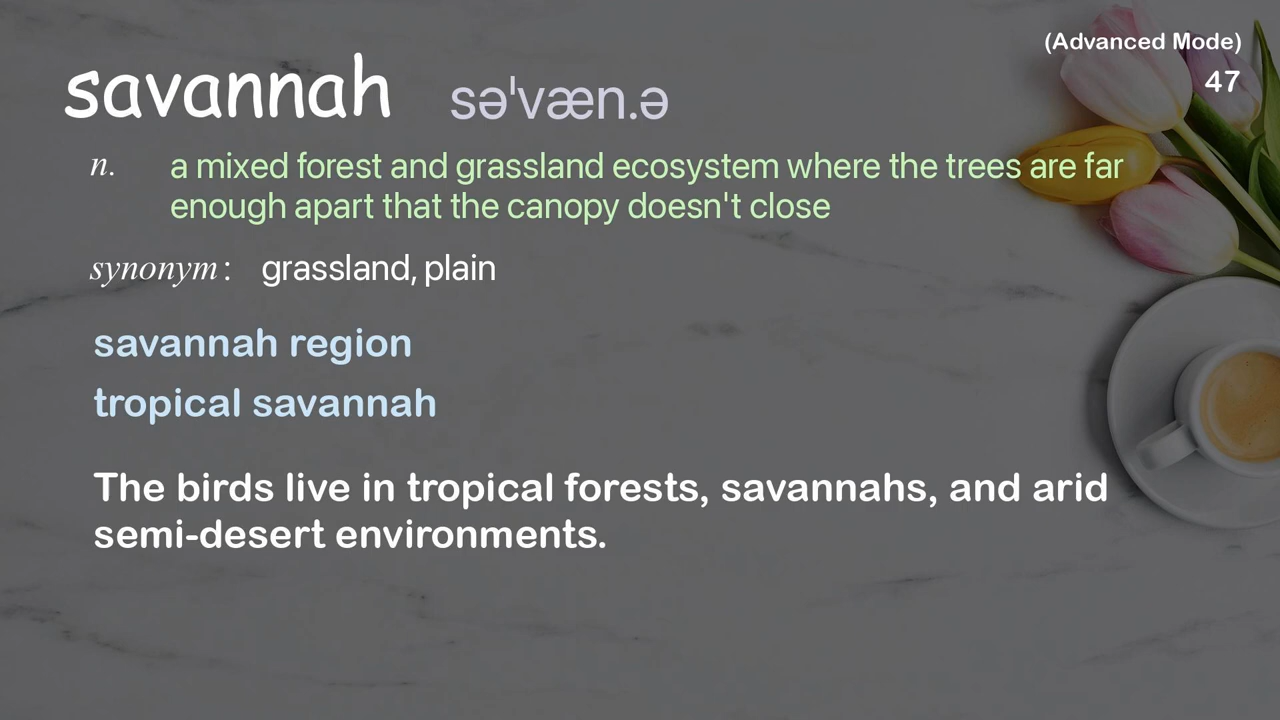 (Advanced Mode)
47
savannah səˈvæn.ə
n. a mixed forest and grassland ecosystem where the trees are far
enough apart that the canopy doesn't close
synonym: grassland, plain
savannah region
tropical savannah
The birds live in tropical forests, savannahs, and arid
semi-desert environments.